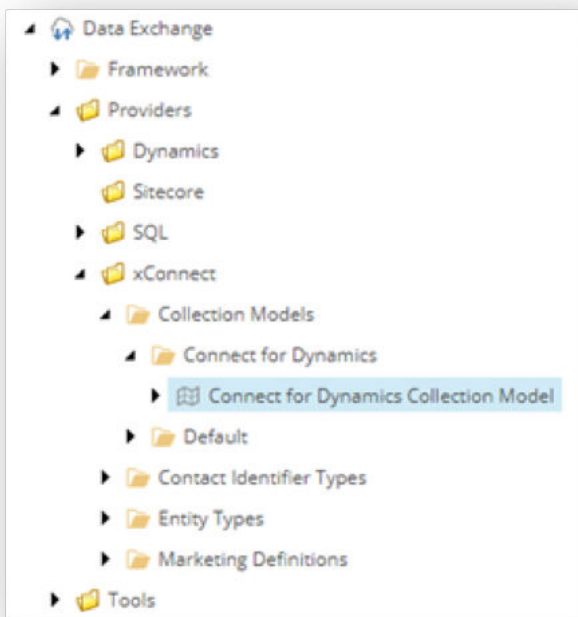 Data Exchange
Framework
Providers
Dynamics
Sitecore
SQL
xConnect
Collection Models
Connect for Dynamics
Connect for Dynamics Collection Model
Default
Contact Identifier Types
Entity Types
Marketing Definitions
Tools